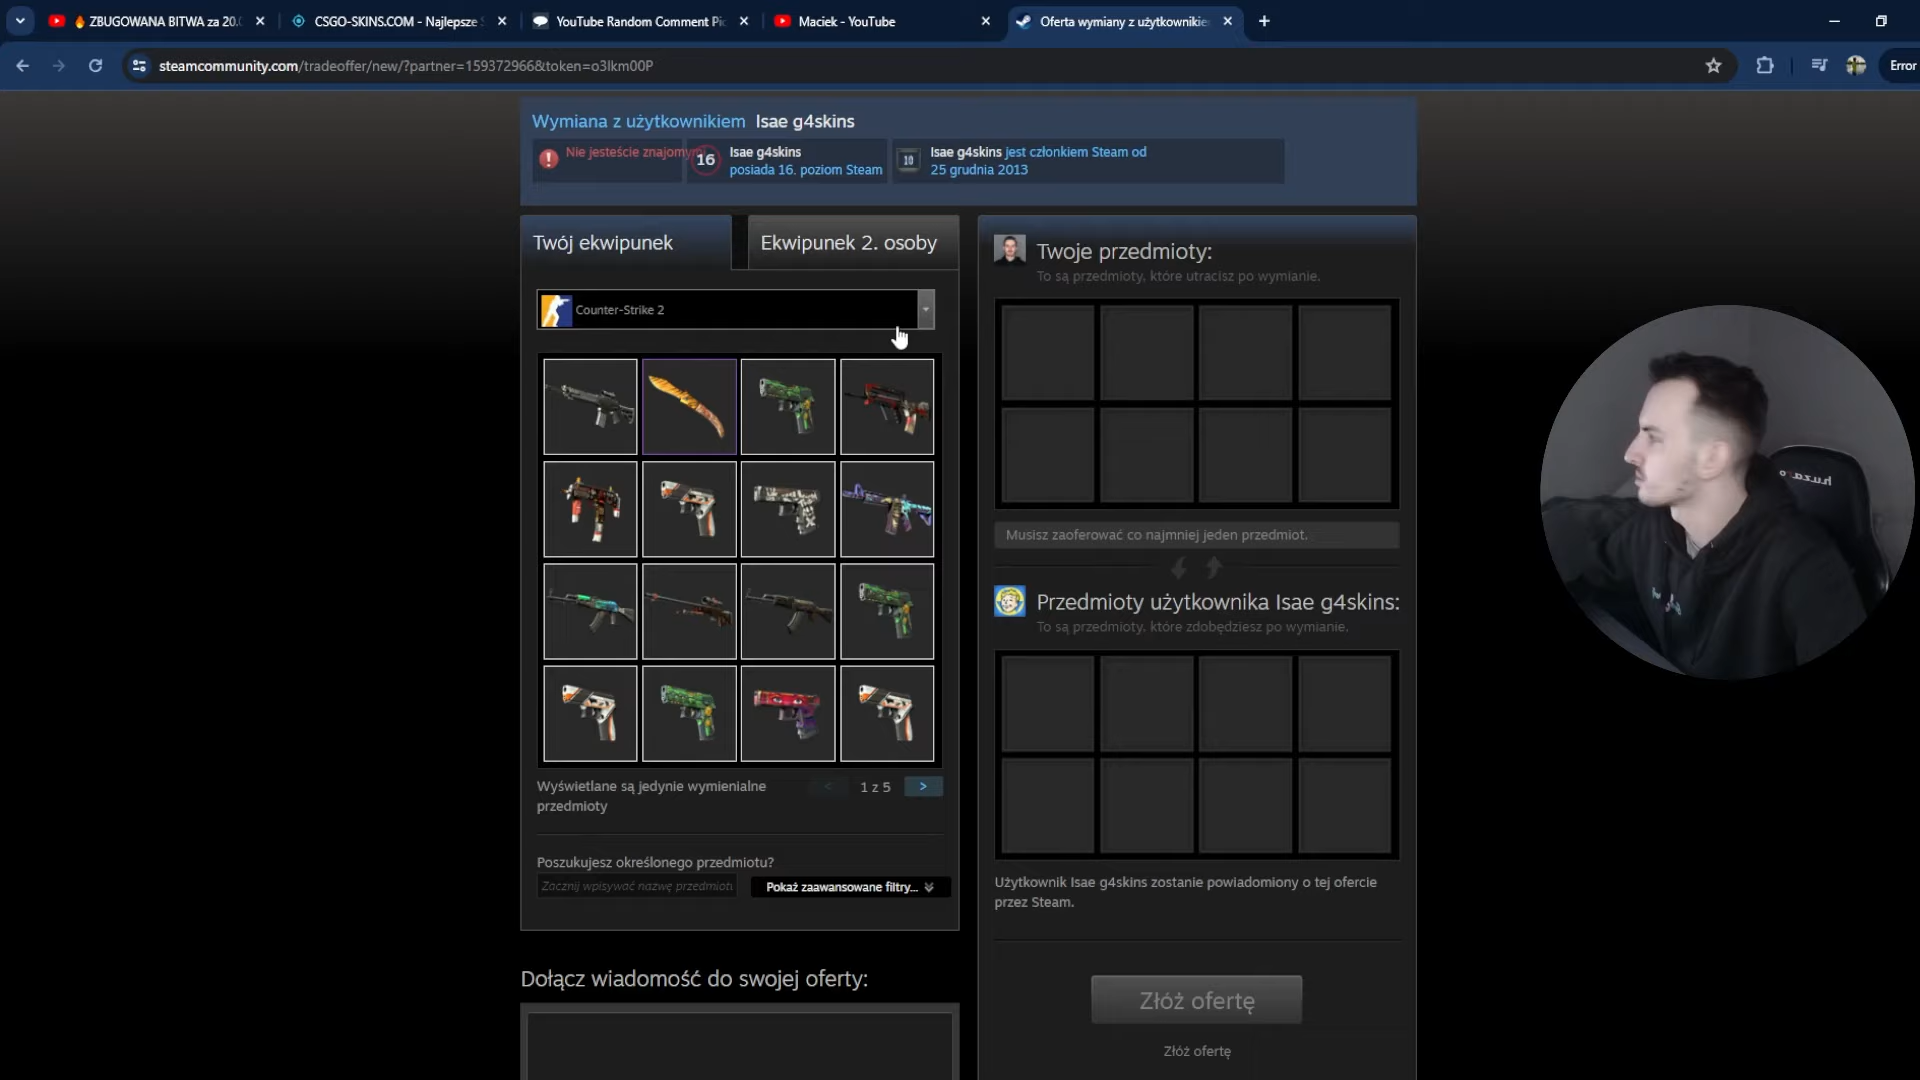 🔥 ZBUGOWANA BITWA za 20.0
CSGO-SKINS.COM - Najlepsze S
YouTube Random Comment Pic
Maciek - YouTube
Oferta wymiany z użytkownikie
steamcommunity.com/tradeoffer/new/?partner=159372966&token=o3lkm00P
Error
Wymiana z użytkownikiem Isae g4skins
Nie jesteście znajomymi
16
Isae g4skins
posiada 16. poziom Steam
10
Isae g4skins jest członkiem Steam od
25 grudnia 2013
Twój ekwipunek
Ekwipunek 2. osoby
Counter-Strike 2
Wyświetlane są jedynie wymienialne
przedmioty
< 1 z 5 >
Poszukujesz określonego przedmiotu?
Zacznij wpisywać nazwę przedmiotu
Pokaż zaawansowane filtry...
Dołącz wiadomość do swojej oferty:
Twoje przedmioty:
To są przedmioty, które utracisz po wymianie.
Musisz zaoferować co najmniej jeden przedmiot.
Przedmioty użytkownika Isae g4skins:
To są przedmioty, które zdobędziesz po wymianie.
Użytkownik Isae g4skins zostanie powiadomiony o tej ofercie
przez Steam.
Złóż ofertę
Złóż ofertę